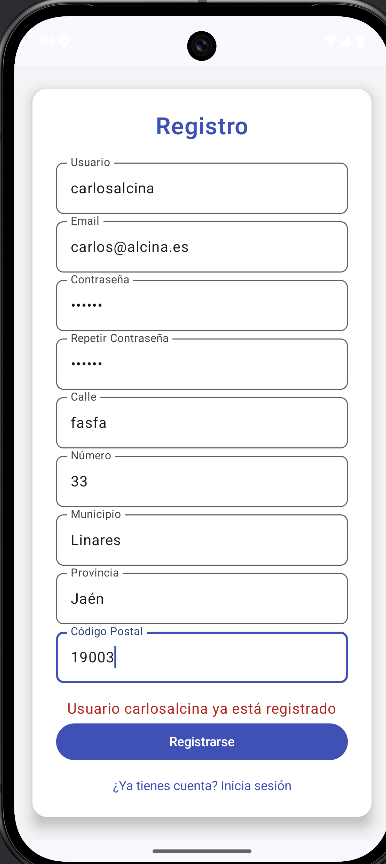 Registro
Usuario
carlosalcina
Email
carlos@alcina.es
Contraseña
••••••
Repetir Contraseña
••••••
Calle
fasfa
Número
33
Municipio
Linares
Provincia
Jaén
Código Postal
19003
Usuario carlosalcina ya está registrado
Registrarse
¿Ya tienes cuenta? Inicia sesión